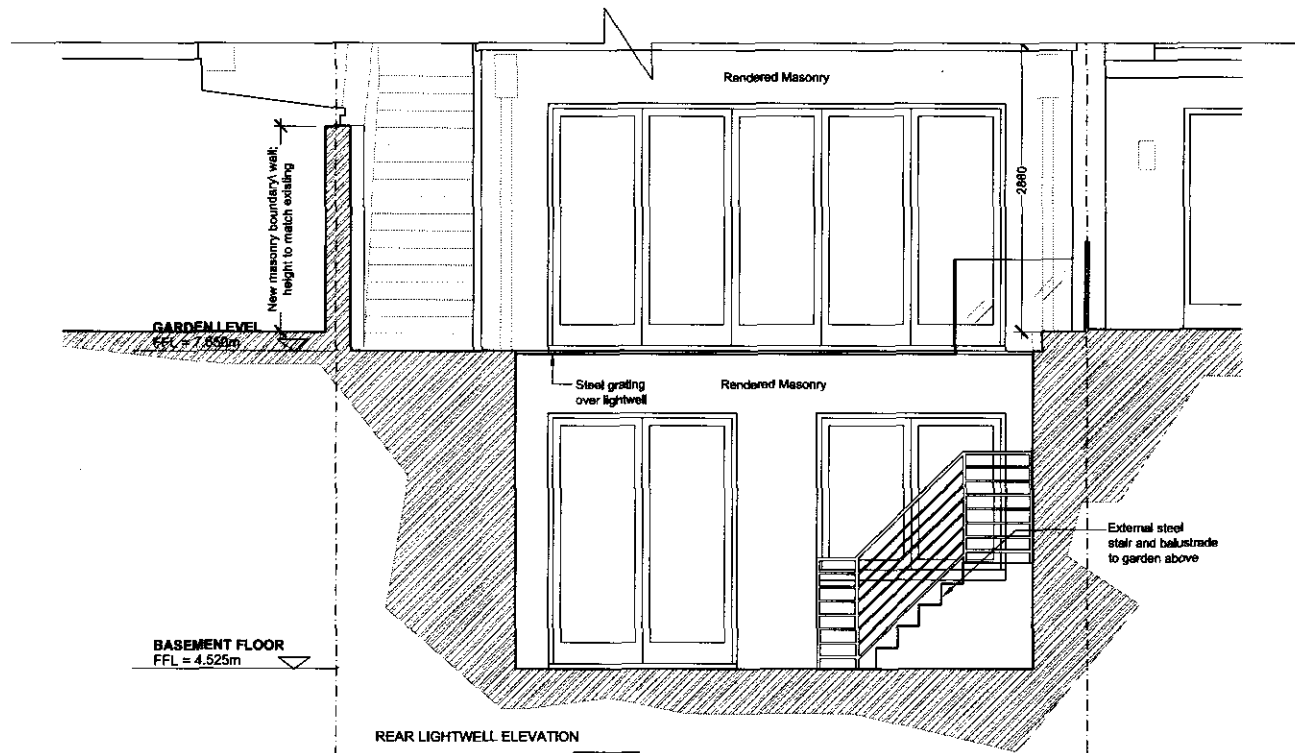 Rendered Masonry
2880
New masonry boundary wall;
height to match existing
GARDEN LEVEL
FFL = 7.650m
Steel grating
over lightwell
Rendered Masonry
External steel
stair and balustrade
to garden above
BASEMENT FLOOR
FFL = 4.525m
REAR LIGHTWELL ELEVATION